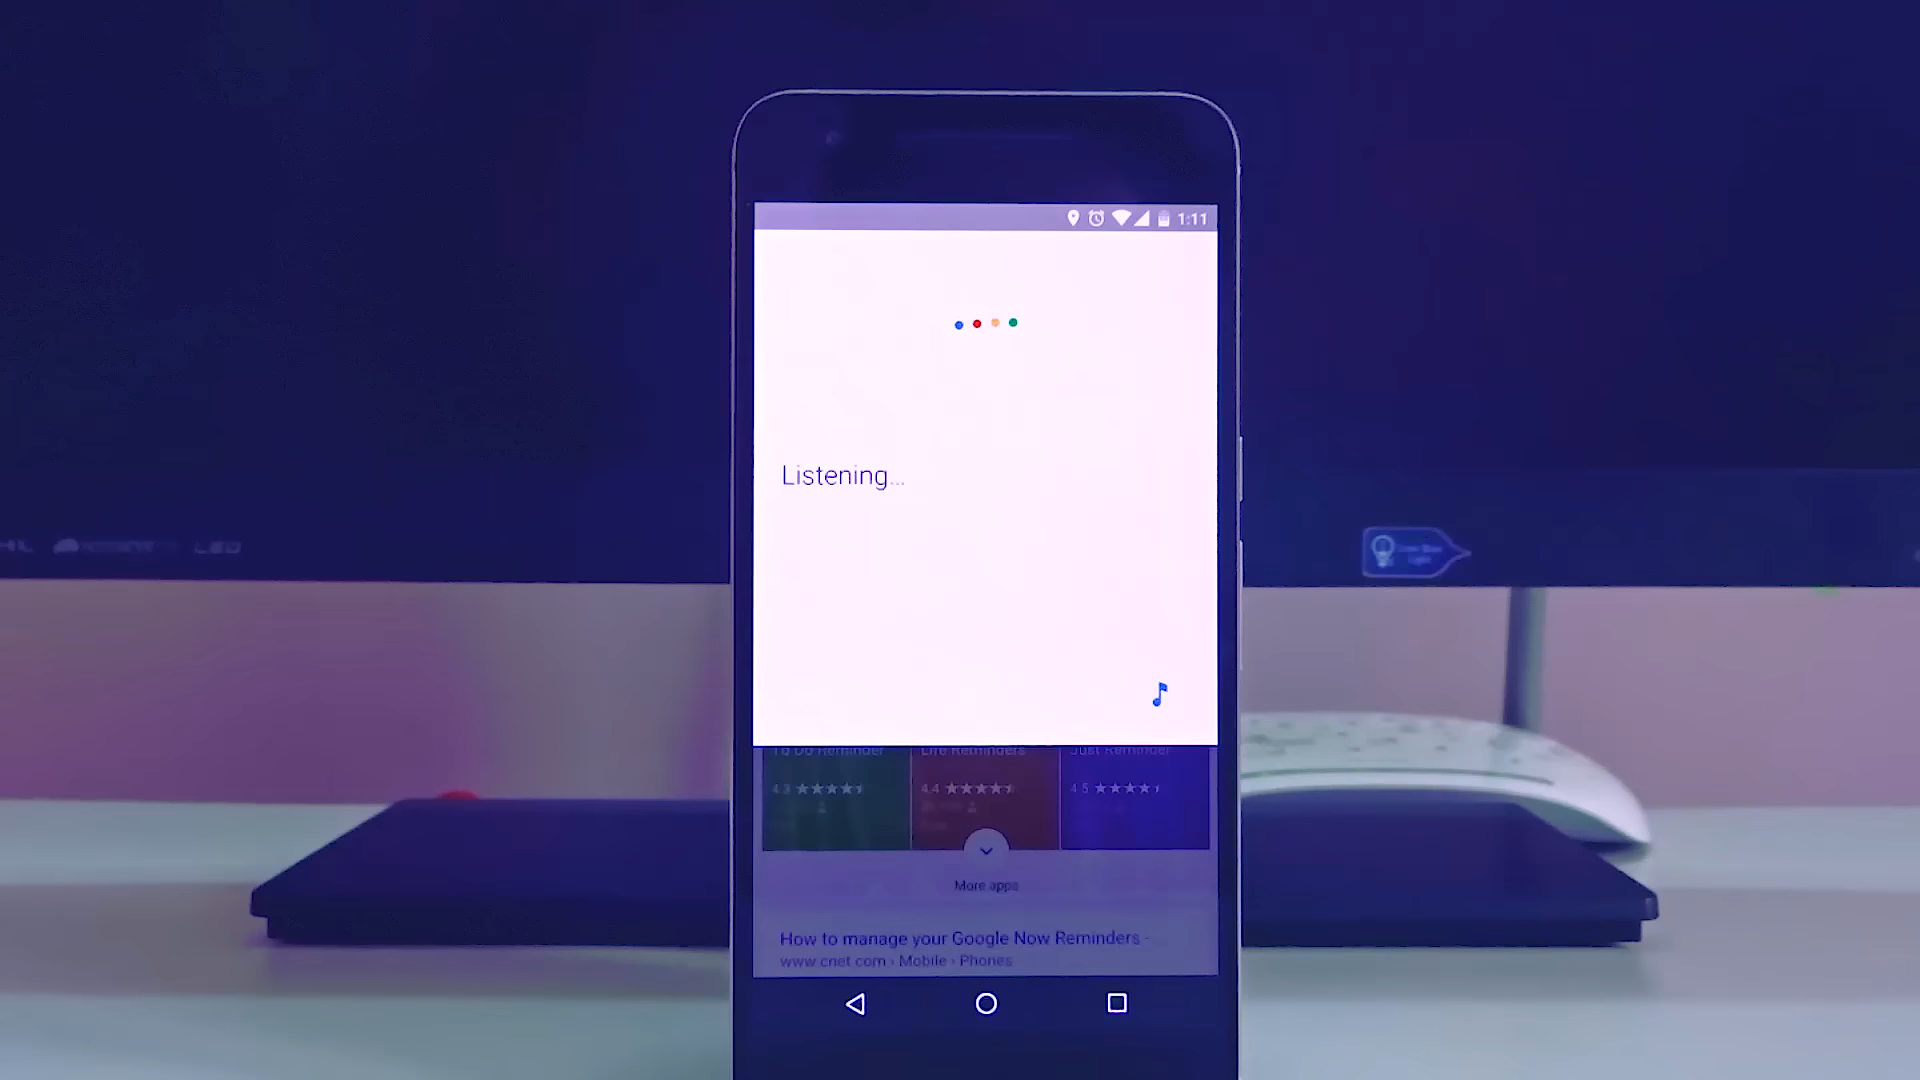 1:11
Listening...
To Do Reminder
Life Reminders
Just Reminder
4.3
4.4
4.5
More apps
How to manage your Google Now Reminders -
www.cnet.com › Mobile › Phones
LED